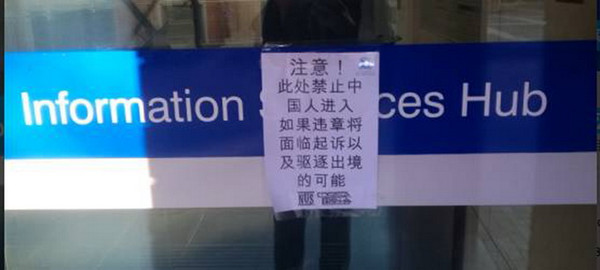 注意！
此处禁止中
国人进入
如果违章将
面临起诉以
及驱逐出境
的可能
Information ces Hub